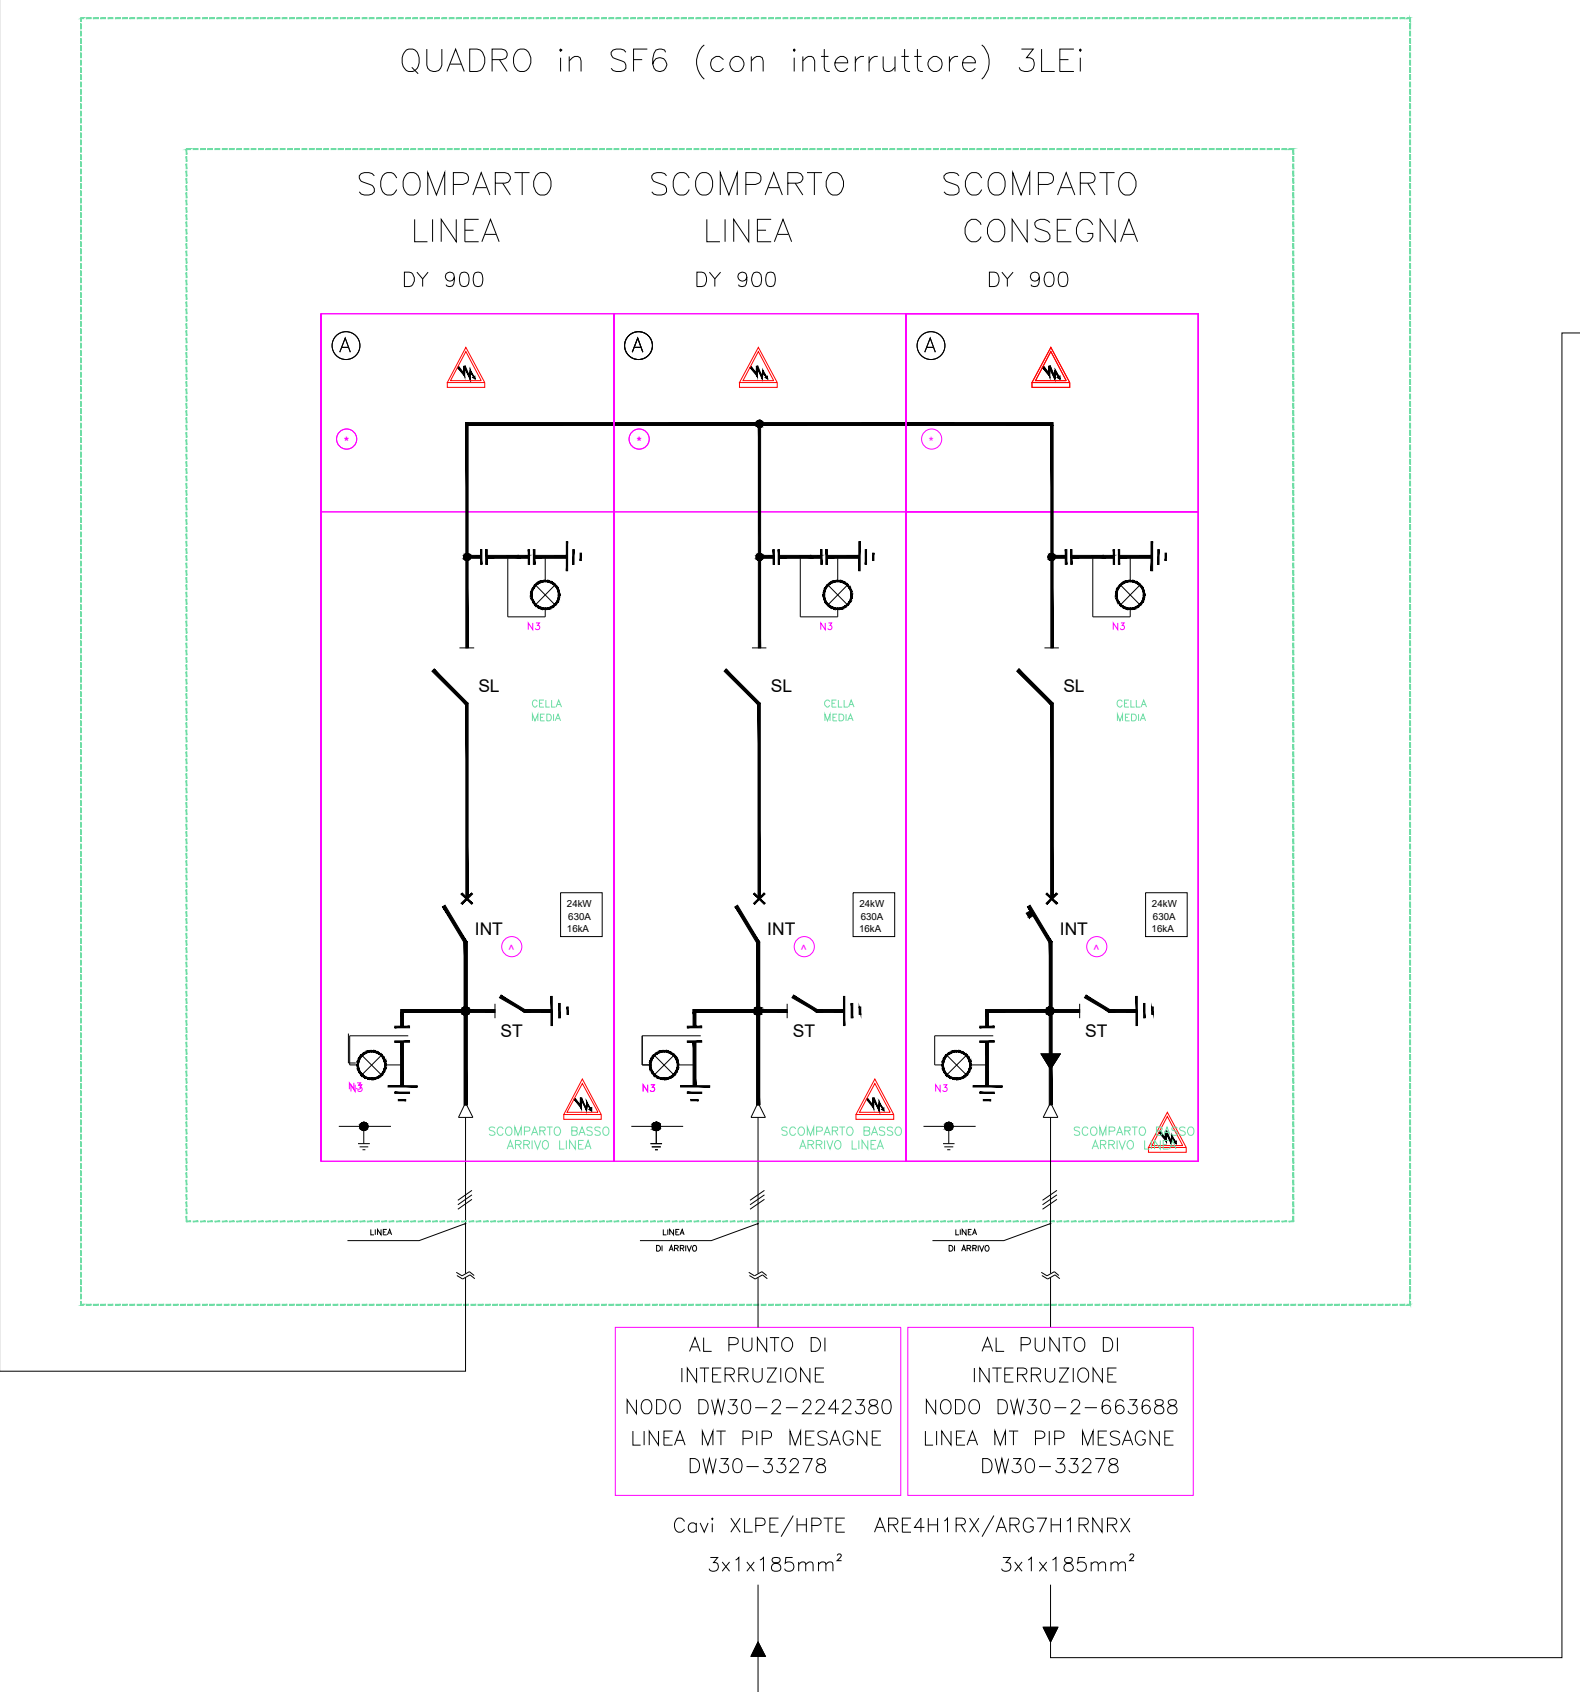 QUADRO in SF6 (con interruttore) 3LEi
SCOMPARTO
LINEA
DY 900
SCOMPARTO
LINEA
DY 900
SCOMPARTO
CONSEGNA
DY 900
A
A
A
*
*
*
N3
N3
N3
SL
SL
SL
CELLA
MEDIA
CELLA
MEDIA
CELLA
MEDIA
24kW
630A
16kA
24kW
630A
16kA
24kW
630A
16kA
INT
INT
INT
^
^
^
ST
ST
ST
N3
N3
N3
SCOMPARTO BASSO
ARRIVO LINEA
SCOMPARTO BASSO
ARRIVO LINEA
SCOMPARTO BASSO
ARRIVO LINEA
LINEA
LINEA
DI ARRIVO
LINEA
DI ARRIVO
AL PUNTO DI
INTERRUZIONE
NODO DW30-2-2242380
LINEA MT PIP MESAGNE
DW30-33278
AL PUNTO DI
INTERRUZIONE
NODO DW30-2-663688
LINEA MT PIP MESAGNE
DW30-33278
Cavi XLPE/HPTE ARE4H1RX/ARG7H1RNRX
3x1x185mm²
3x1x185mm²